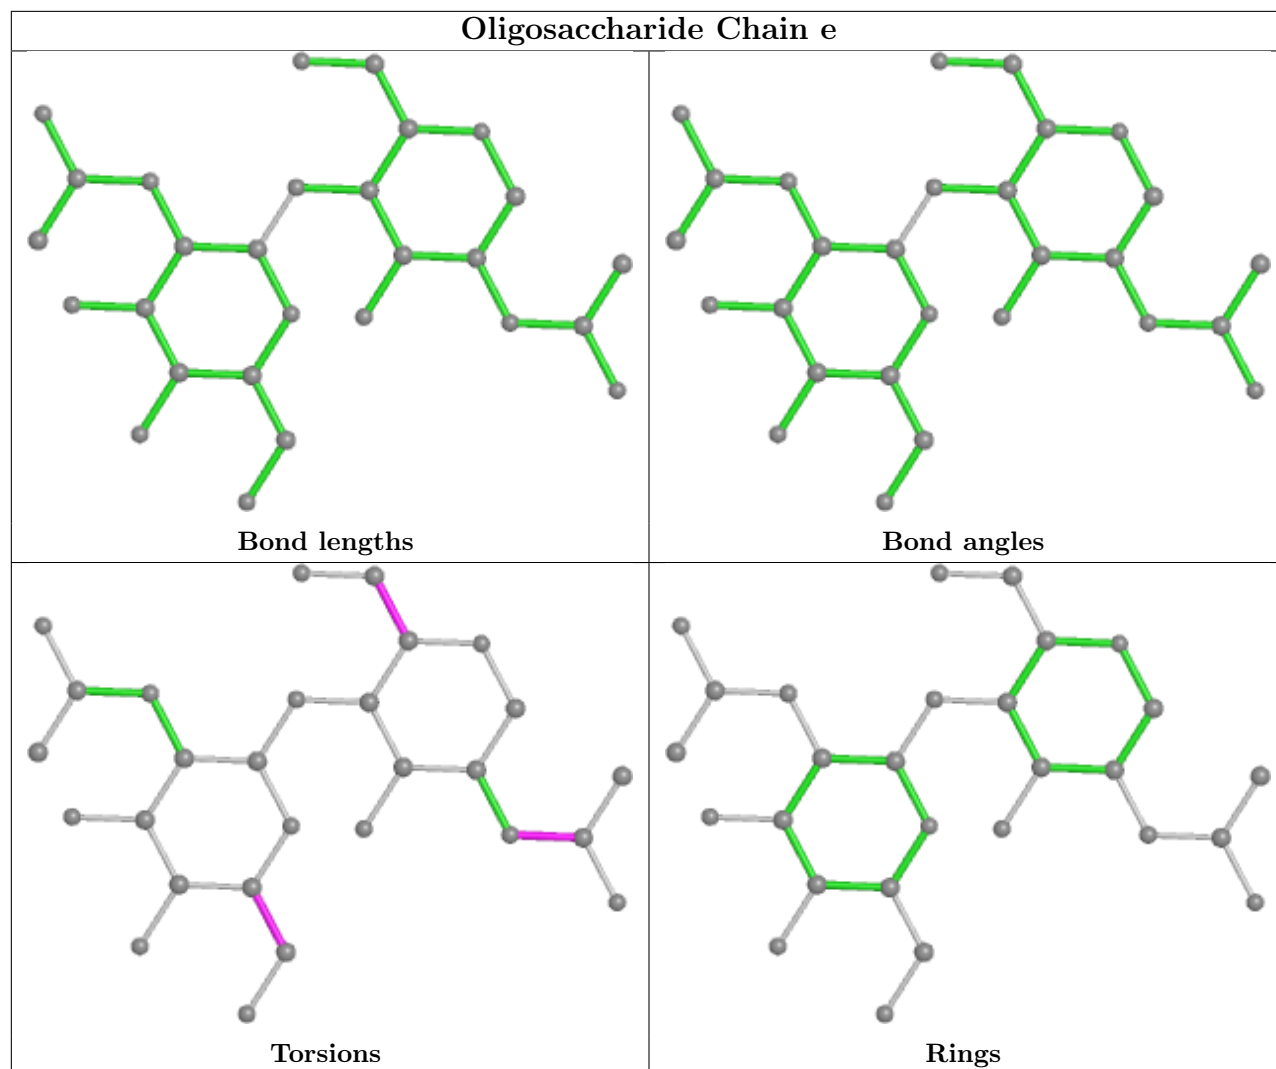 Oligosaccharide Chain e
Bond lengths
Bond angles
Torsions
Rings